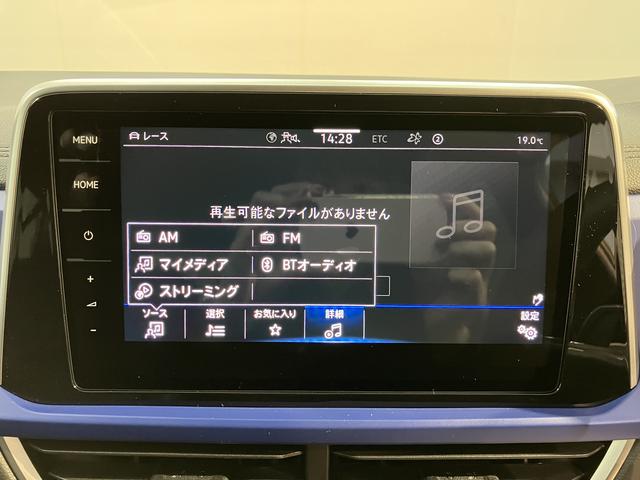 レース 14:28 ETC 2 19.0℃
MENU
HOME
再生可能なファイルがありません
AM FM
マイメディア BTオーディオ
ストリーミング
ソース 選択 お気に入り 詳細 設定
+
-